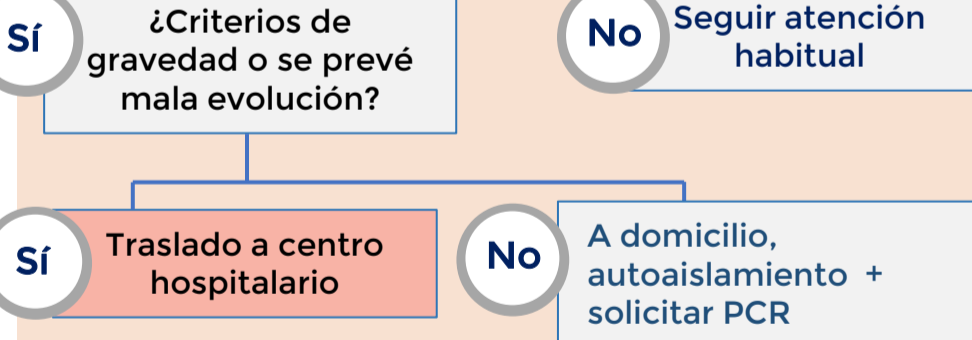 Sí
¿Criterios de
gravedad o se prevé
mala evolución?
No
Seguir atención
habitual
Sí
Traslado a centro
hospitalario
No
A domicilio,
autoaislamiento +
solicitar PCR